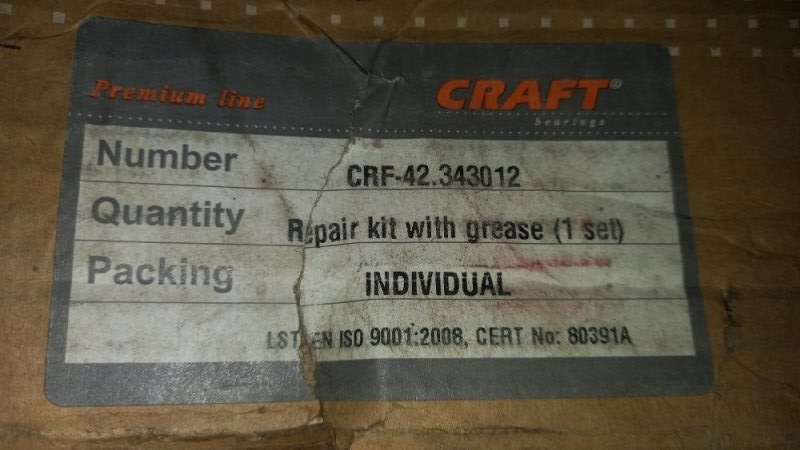 Premium line
CRAFT®
bearings
Number CRF-42.343012
Quantity Repair kit with grease (1 set)
Packing INDIVIDUAL
LST EN ISO 9001:2008, CERT No: 80391A